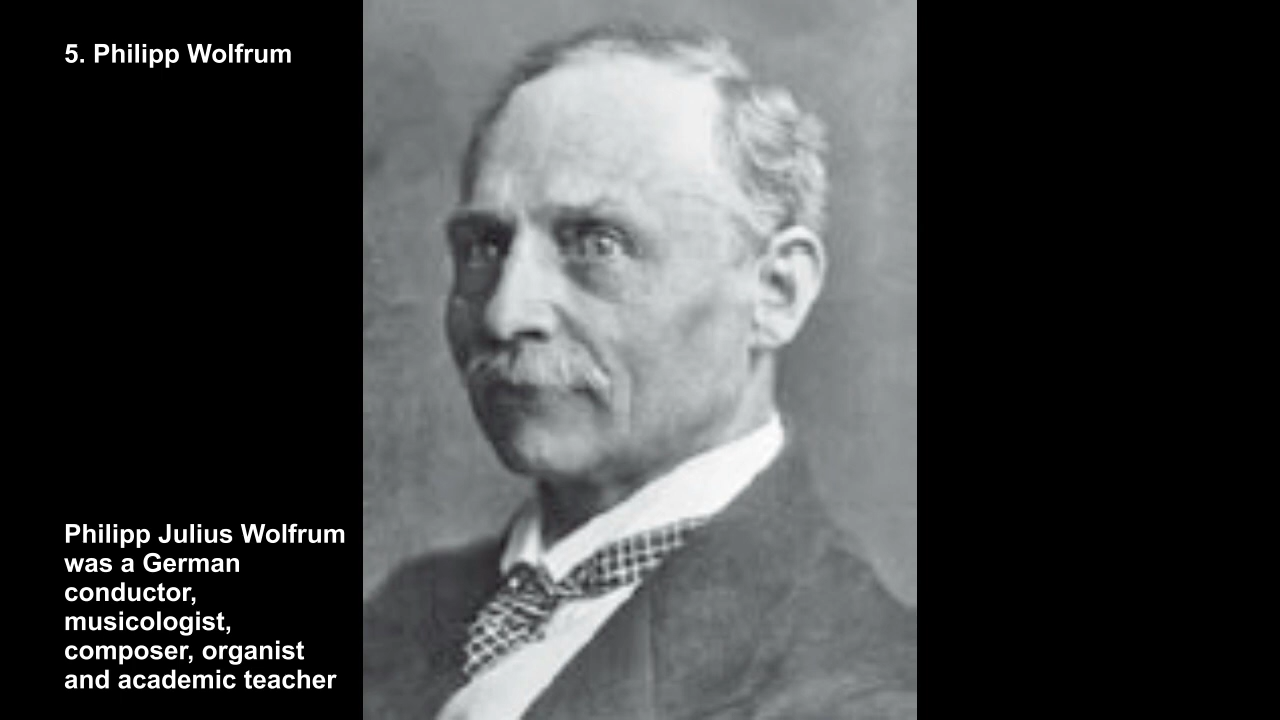 5. Philipp Wolfrum
Philipp Julius Wolfrum
was a German
conductor,
musicologist,
composer, organist
and academic teacher